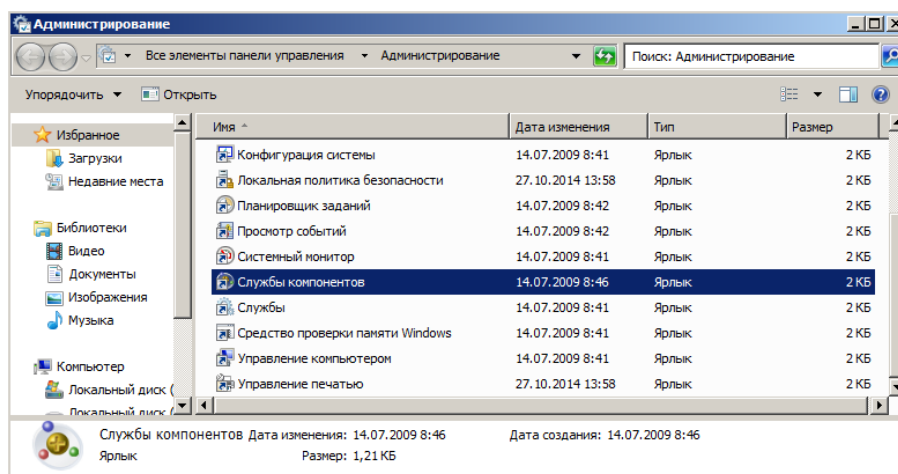 Администрирование
Все элементы панели управления Администрирование Поиск: Администрирование
Упорядочить Открыть
Имя Дата изменения Тип Размер
Избранное
Загрузки
Недавние места
Библиотеки
Видео
Документы
Изображения
Музыка
Компьютер
Локальный диск (
Локальный диск (
Конфигурация системы 14.07.2009 8:41 Ярлык 2 КБ
Локальная политика безопасности 27.10.2014 13:58 Ярлык 2 КБ
Планировщик заданий 14.07.2009 8:42 Ярлык 2 КБ
Просмотр событий 14.07.2009 8:42 Ярлык 2 КБ
Системный монитор 14.07.2009 8:41 Ярлык 2 КБ
Службы компонентов 14.07.2009 8:46 Ярлык 2 КБ
Службы 14.07.2009 8:41 Ярлык 2 КБ
Средство проверки памяти Windows 14.07.2009 8:41 Ярлык 2 КБ
Управление компьютером 14.07.2009 8:41 Ярлык 2 КБ
Управление печатью 27.10.2014 13:58 Ярлык 2 КБ
Службы компонентов Дата изменения: 14.07.2009 8:46 Дата создания: 14.07.2009 8:46
Ярлык Размер: 1,21 КБ